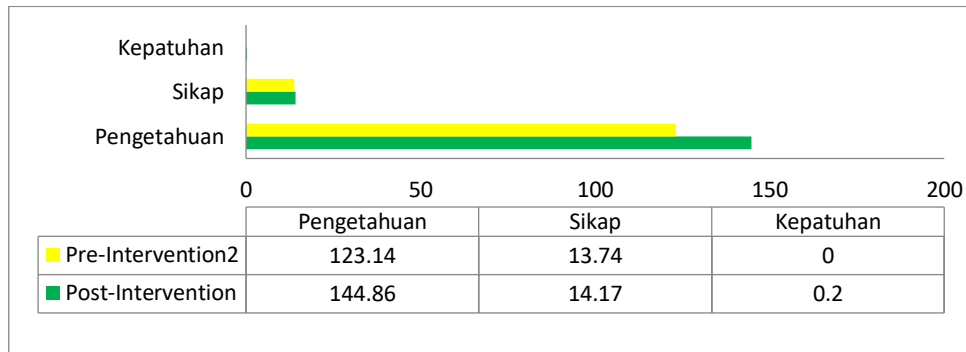 Kepatuhan
Sikap
Pengetahuan
0 50 100 150 200
Pengetahuan Sikap Kepatuhan
Pre-Intervention2 123.14 13.74 0
Post-Intervention 144.86 14.17 0.2